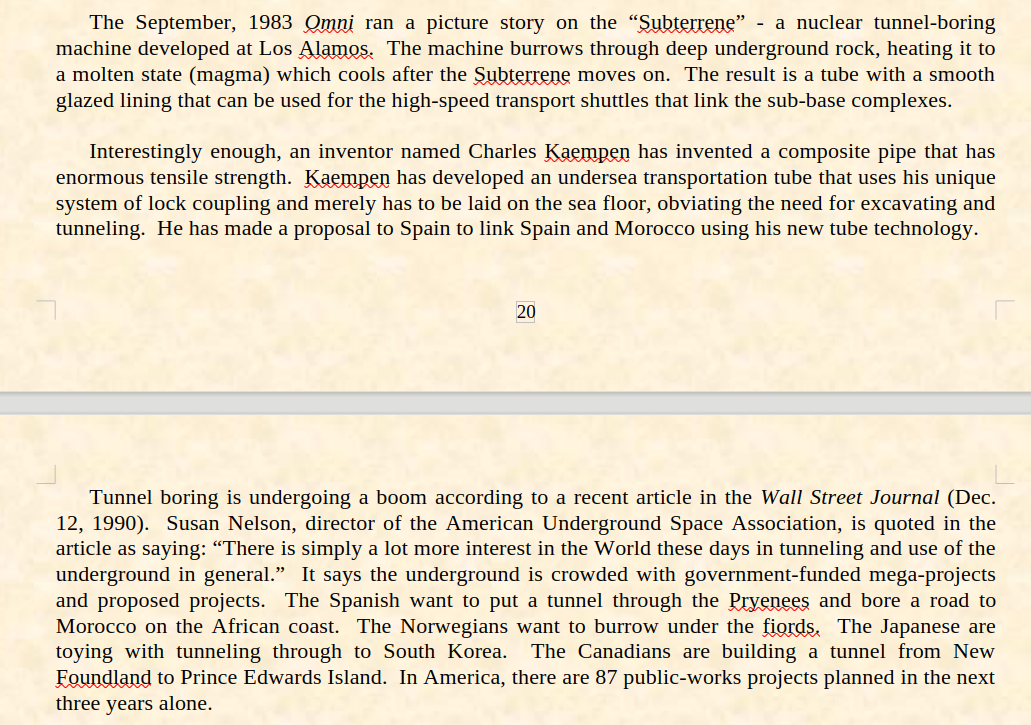 The September, 1983 Omni ran a picture story on the “Subterrene” - a nuclear tunnel-boring
machine developed at Los Alamos.  The machine burrows through deep underground rock, heating it to
a molten state (magma) which cools after the Subterrene moves on.  The result is a tube with a smooth
glazed lining that can be used for the high-speed transport shuttles that link the sub-base complexes.
Interestingly enough, an inventor named Charles Kaempen has invented a composite pipe that has
enormous tensile strength.  Kaempen has developed an undersea transportation tube that uses his unique
system of lock coupling and merely has to be laid on the sea floor, obviating the need for excavating and
tunneling.  He has made a proposal to Spain to link Spain and Morocco using his new tube technology.
20
Tunnel boring is undergoing a boom according to a recent article in the Wall Street Journal (Dec.
12, 1990).  Susan Nelson, director of the American Underground Space Association, is quoted in the
article as saying: “There is simply a lot more interest in the World these days in tunneling and use of the
underground in general.”  It says the underground is crowded with government-funded mega-projects
and proposed projects.  The Spanish want to put a tunnel through the Pryenees and bore a road to
Morocco on the African coast.  The Norwegians want to burrow under the fjords.  The Japanese are
toying with tunneling through to South Korea.  The Canadians are building a tunnel from New
Foundland to Prince Edwards Island.  In America, there are 87 public-works projects planned in the next
three years alone.